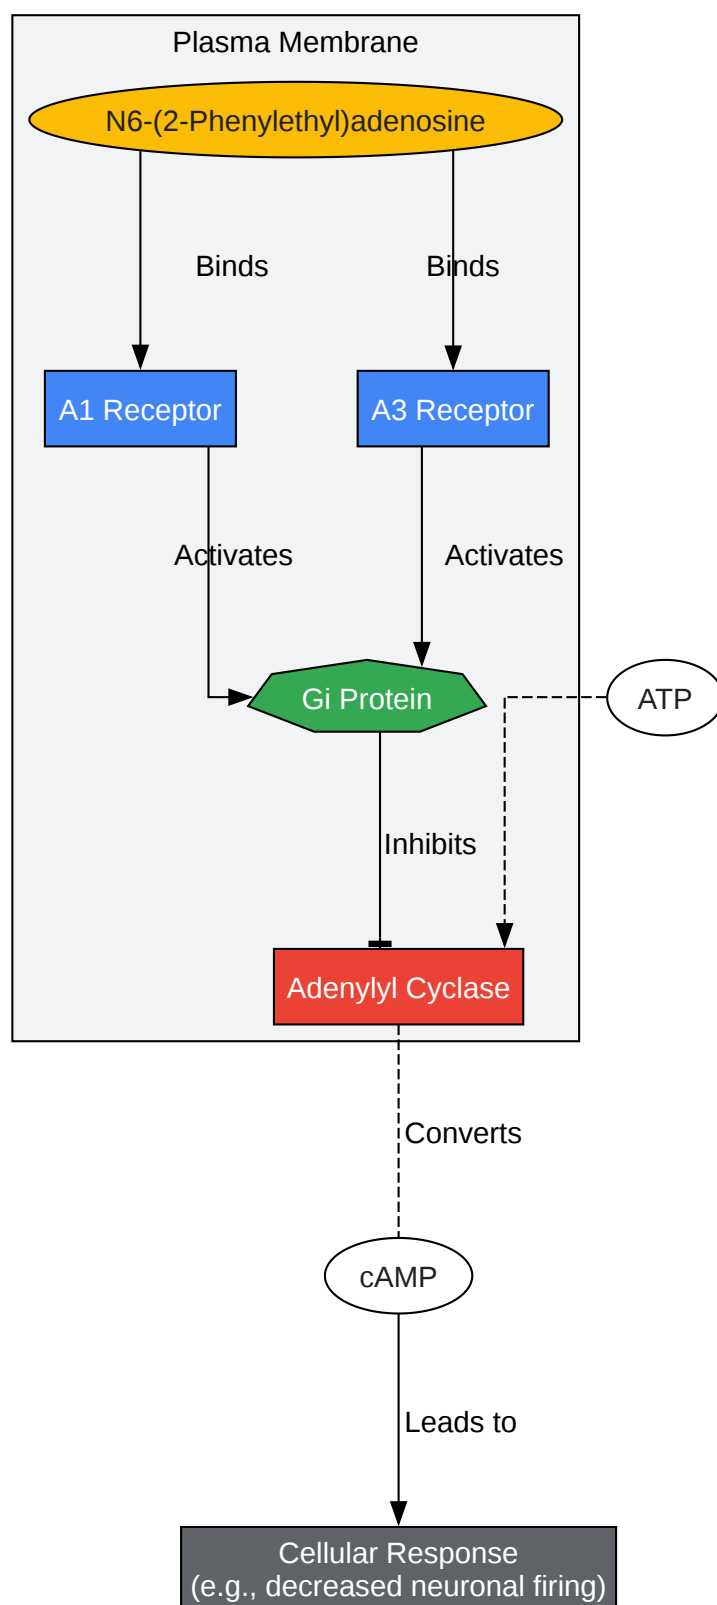 Plasma Membrane
N6-(2-Phenylethyl)adenosine
Binds
Binds
A1 Receptor
A3 Receptor
Activates
Activates
Gi Protein
ATP
Inhibits
Adenylyl Cyclase
Converts
cAMP
Leads to
Cellular Response
(e.g., decreased neuronal firing)